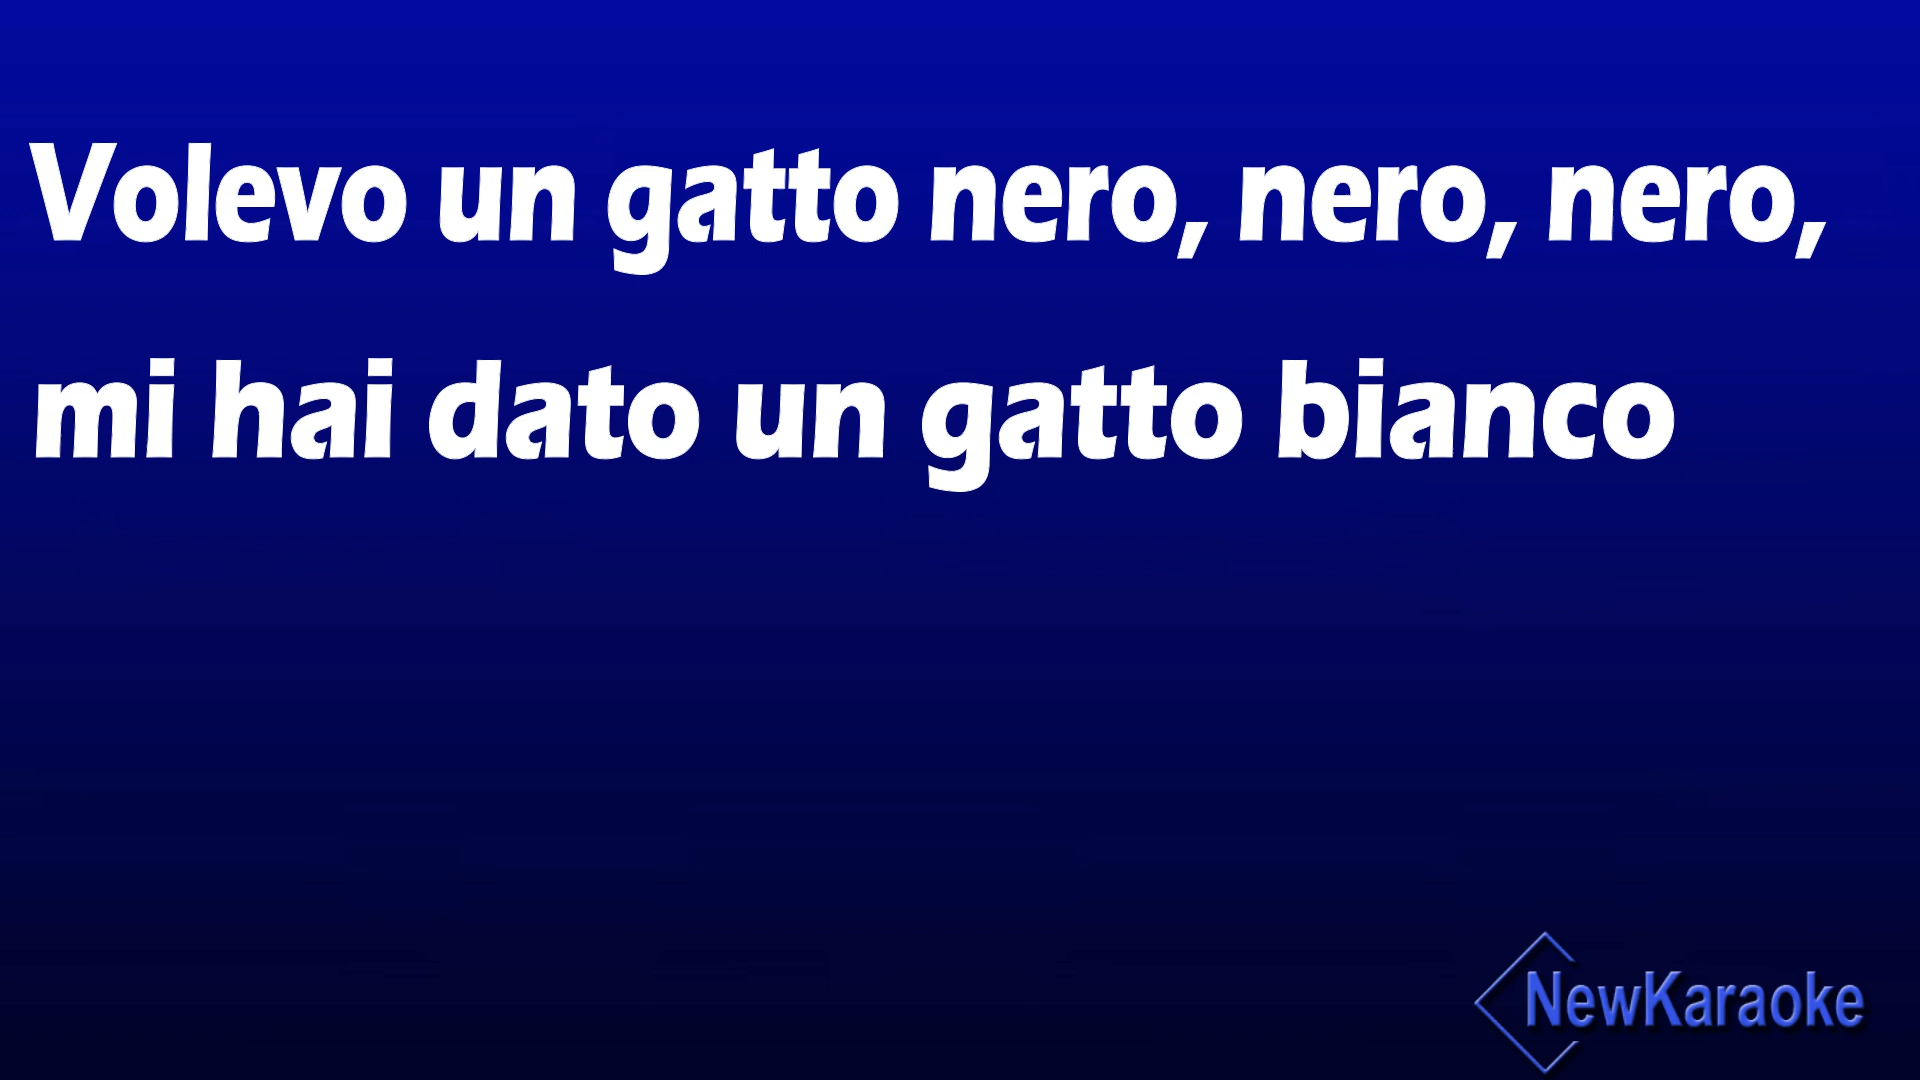 Volevo un gatto nero, nero, nero,
mi hai dato un gatto bianco
NewKaraoke